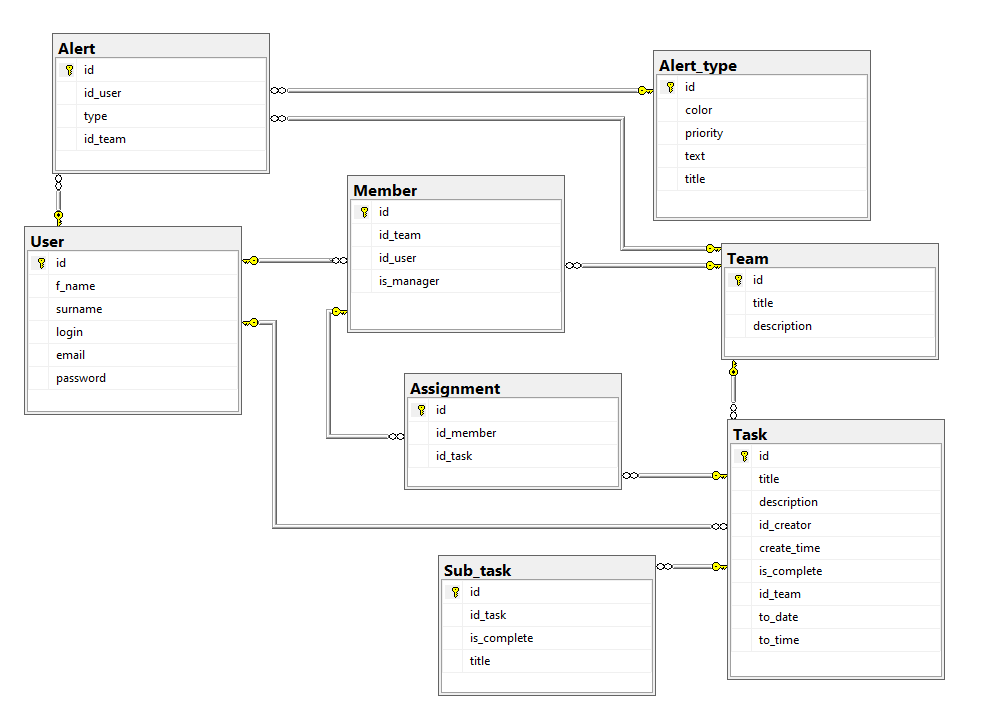 Alert
id
id_user
type
id_team
Alert_type
id
color
priority
text
title
Member
id
id_team
id_user
is_manager
User
id
f_name
surname
login
email
password
Team
id
title
description
Assignment
id
id_member
id_task
Task
id
title
description
id_creator
create_time
is_complete
id_team
to_date
to_time
Sub_task
id
id_task
is_complete
title